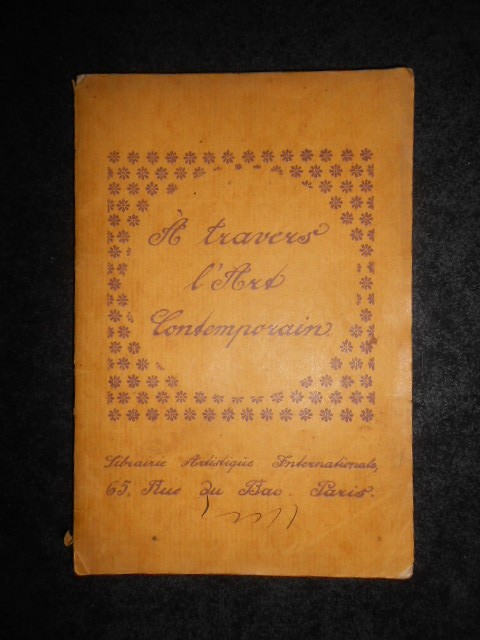 À travers
l'Art
Contemporain
Librairie Artistique Internationale,
65, Rue du Bac. Paris.